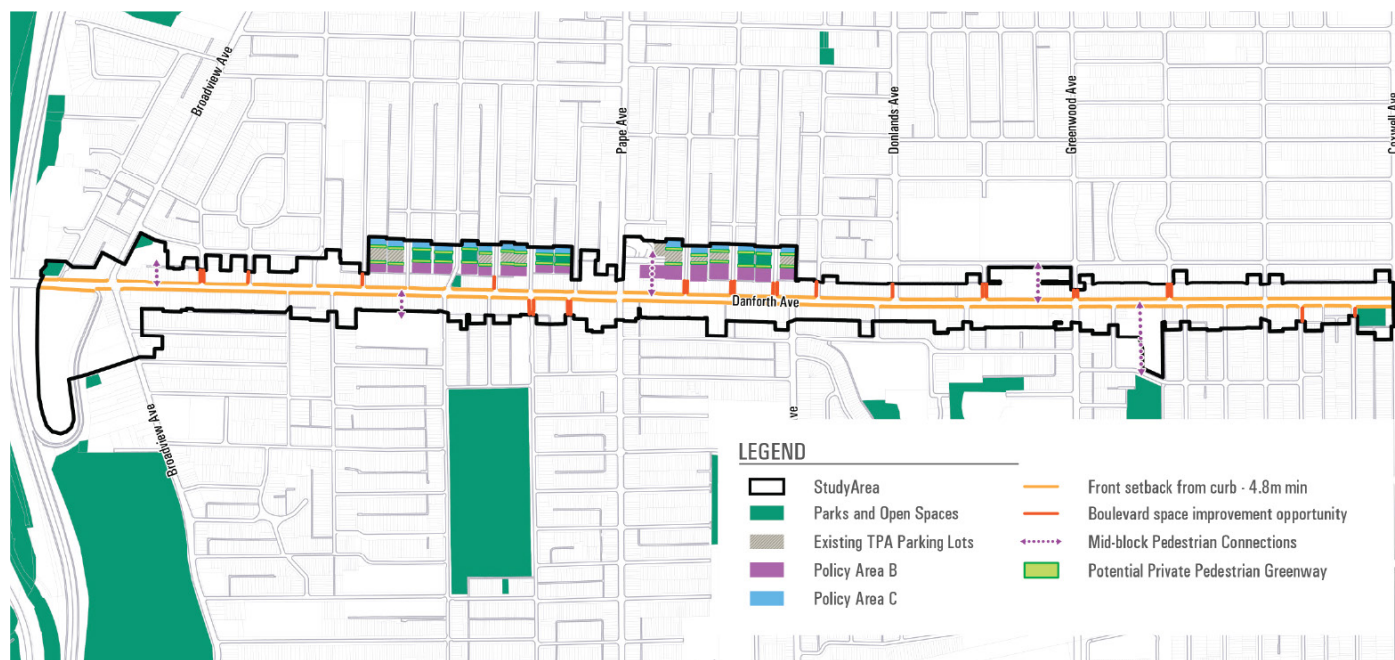 Broadview Ave
Pape Ave
Donlands Ave
Greenwood Ave
Coxwell Ave
Danforth Ave
Broadview Ave
ve
LEGEND
StudyArea
Parks and Open Spaces
Existing TPA Parking Lots
Policy Area B
Policy Area C
Front setback from curb - 4.8m min
Boulevard space improvement opportunity
Mid-block Pedestrian Connections
Potential Private Pedestrian Greenway